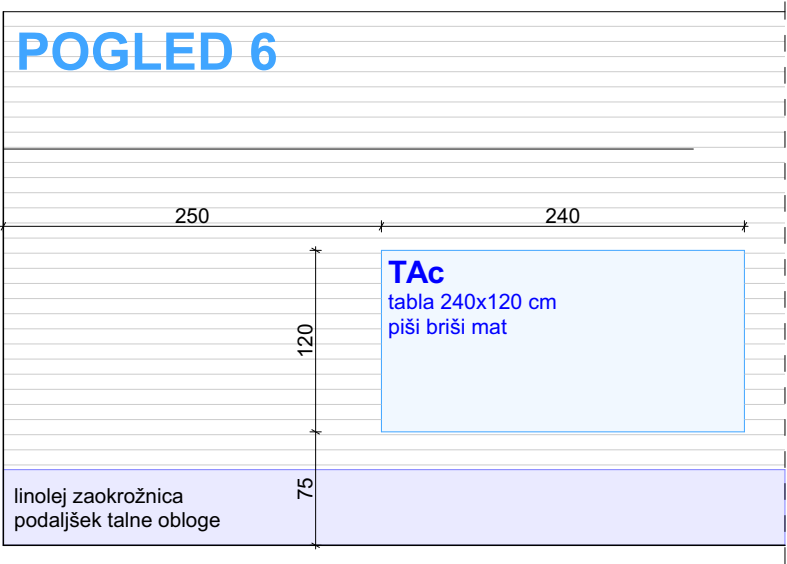 POGLED 6
250
240
TAc
tabla 240x120 cm
piši briši mat
120
75
linolej zaokrožnica
podaljšek talne obloge